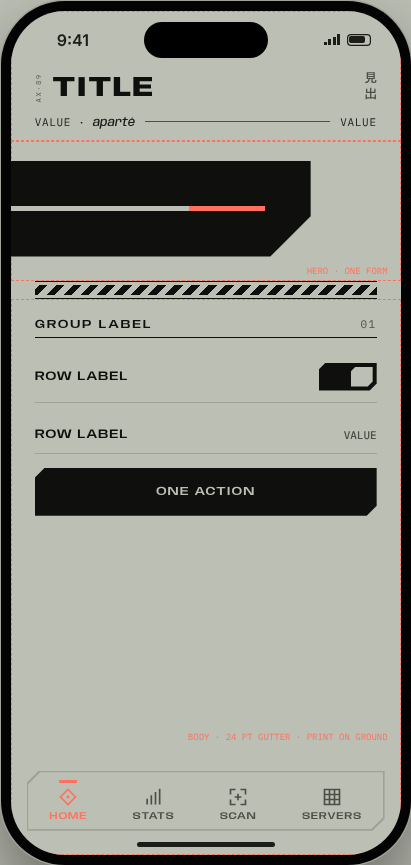 9:41
AX-09
TITLE
見出
VALUE · aparté VALUE
HERO · ONE FORM
GROUP LABEL 01
ROW LABEL
ROW LABEL VALUE
ONE ACTION
BODY · 24 PT GUTTER · PRINT ON GROUND
HOME STATS SCAN SERVERS